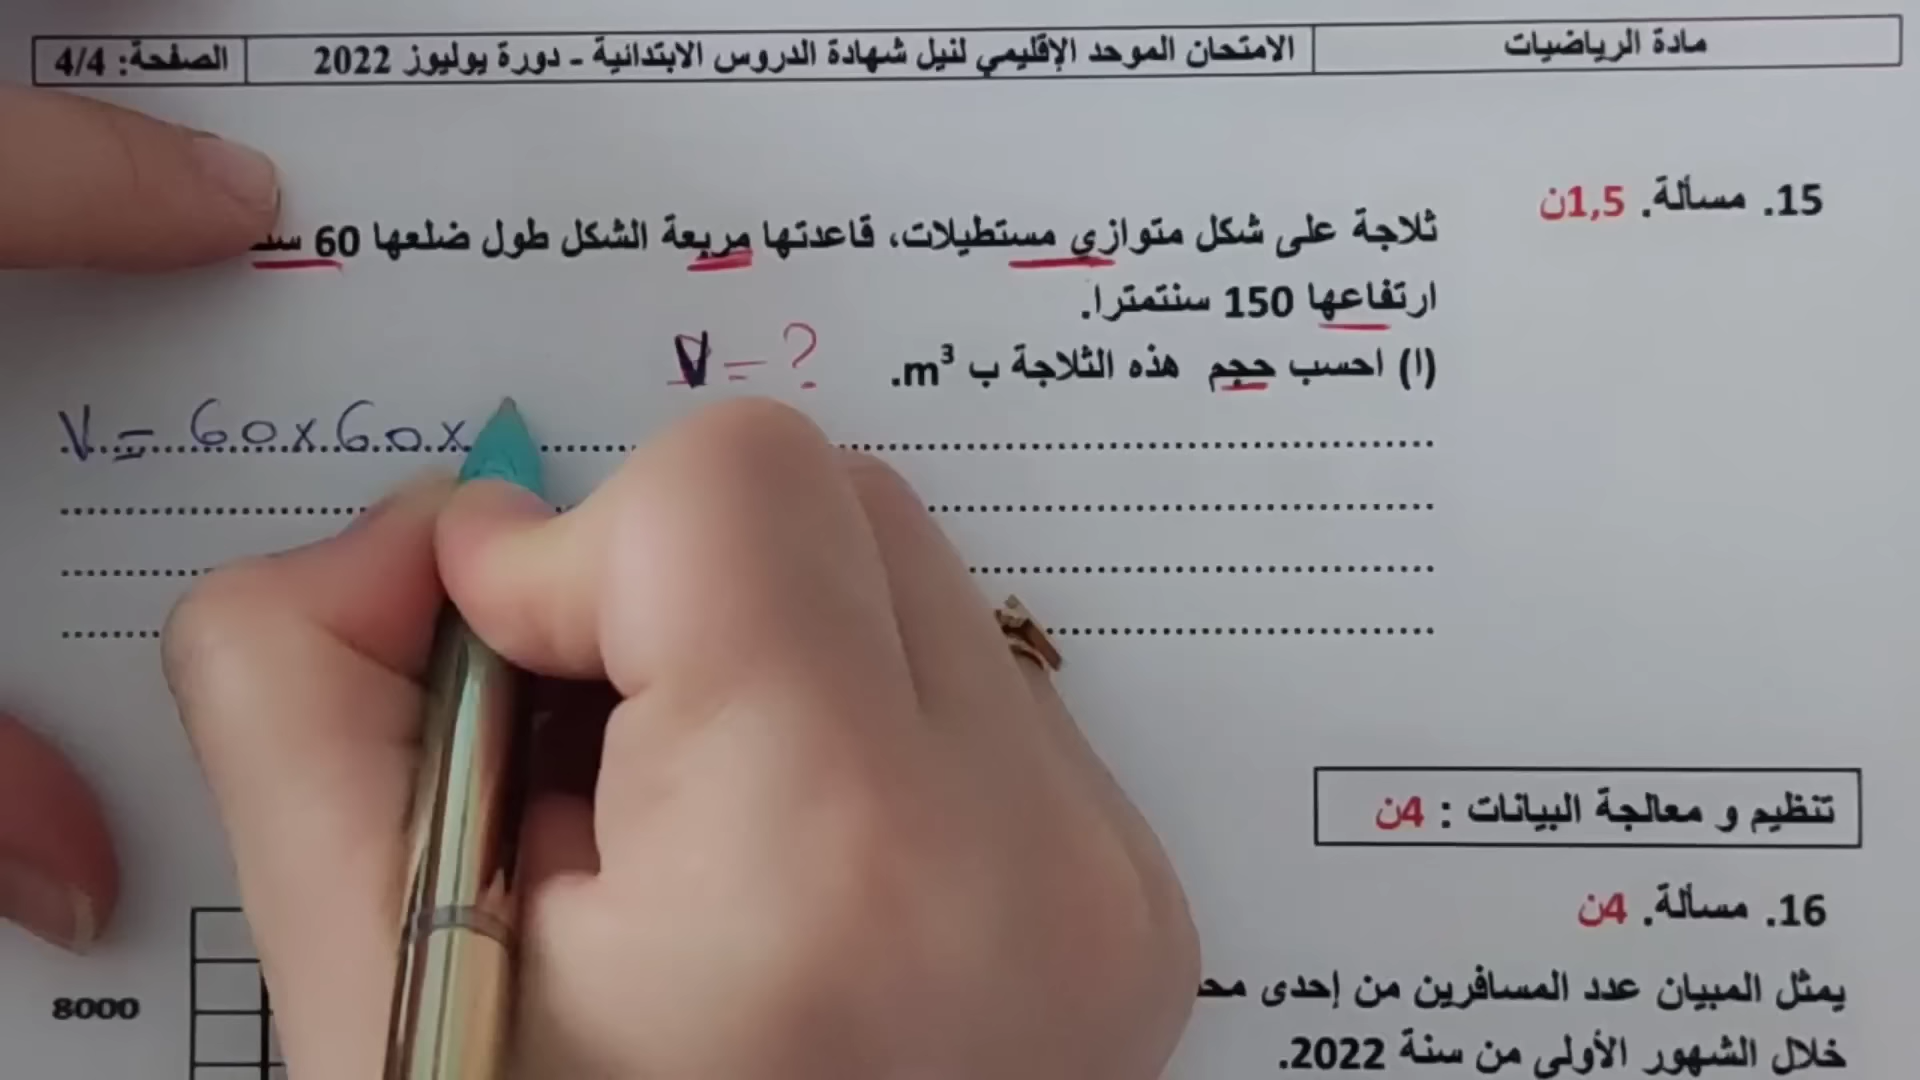 مادة الرياضيات
الامتحان الموحد الإقليمي لنيل شهادة الدروس الابتدائية - دورة يوليوز 2022
الصفحة: 4/4
15. مسألة. 1,5ن
ثلاجة على شكل متوازي مستطيلات، قاعدتها مربعة الشكل طول ضلعها 60
ارتفاعها 150 سنتمترا.
(ا) احسب حجم هذه الثلاجة ب m³.
V = ?
V = 60 x 60 x
تنظيم و معالجة البيانات : 4ن
16. مسألة. 4ن
يمثل المبيان عدد المسافرين من إحدى
خلال الشهور الأولى من سنة 2022.
8000